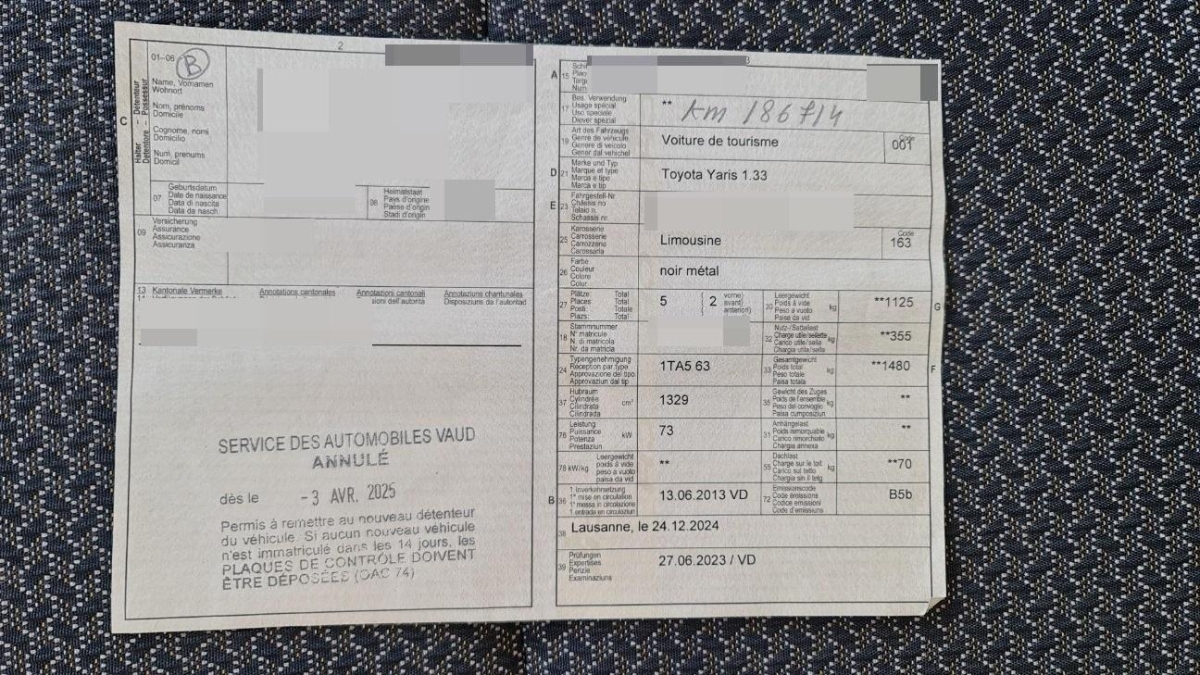 2
01–06
B
C
Halter – Détenteur
Detentore – Possessur
Name, Vornamen
Wohnort
Nom, prénoms
Domicile
Cognome, nomi
Domicilio
Num, prenums
Domicil
07
Geburtsdatum
Date de naissance
Data di nascita
Data da nasch.
08
Heimatstaat
Pays d'origine
Paese d'origine
Stadi d'origin
09
Versicherung
Assurance
Assicurazione
Assicuranza
13
14
Kantonale Vermerke
Annotations cantonales
Annotazioni cantonali
Annotaziuns chantunales
Disposiziuns da l'autoritad
SERVICE DES AUTOMOBILES VAUD
ANNULÉ
dès le -3 AVR. 2025
Permis à remettre au nouveau détenteur
du véhicule. Si aucun nouveau véhicule
n'est immatriculé dans les 14 jours, les
PLAQUES DE CONTRÔLE DOIVENT
ÊTRE DÉPOSÉES (OAC 74)
A 15
17
Bes. Verwendung
Usage spécial
Uso speciale
Diever spezial
** km 186714
19
Art des Fahrzeugs
Genre de véhicule
Genere di veicolo
Gener dal vehichel
Voiture de tourisme
Code
001
D 21
Marke und Typ
Marque et type
Marca e tipo
Marca e tip
Toyota Yaris 1.33
E 23
Fahrgestell-Nr
Châssis no
Telaio n.
Schassis nr.
25
Karosserie
Carrosserie
Carrozzeria
Carossaria
Limousine
Code
163
26
Farbe
Couleur
Colore
Colur
noir métal
27
Plätze: Total
Places: Total
Posti: Totale
Plazs: Total
5
2
vorne
avant
anteriori
Leergewicht
Poids à vide
Peso a vuoto
Paisa da vid
kg
**1125
G
18
Stammnummer
N° matricule
N. di matricola
Nr. da matricla
32
Nutz-/Sattellast
Charge utile/sellette
Carico utile/sella
Chargia utila/sella
kg
**355
24
Typengenehmigung
Réception par type
Approvazione del tipo
Approvaziun dal tip
1TA5 63
33
Gesamtgewicht
Poids total
Peso totale
Paisa totala
kg
**1480
F
37
Hubraum
Cylindrée
Cilindrata
Cilindrada
cm³
1329
35
Gewicht des Zuges
Poids de l'ensemble
Peso del convoglio
Paisa cumposiziun
kg
**
76
Leistung
Puissance
Potenza
Prestaziun
kW
73
31
Anhängelast
Poids remorquable
Carico rimorchiato
Chargia annexa
kg
**
78 kW/kg
Leergewicht
poids à vide
peso a vuoto
paisa da vid
**
55
Dachlast
Charge sur le toit
Carico sul tetto
Chargia sin il tetg
kg
**70
B 36
1. Inverkehrsetzung
1re mise en circulation
1a messa in circolazione
1. entrada en circulaziun
13.06.2013 VD
72
Emissionscode
Code émissions
Codice emissioni
Code d'emissiuns
B5b
38
Lausanne, le 24.12.2024
39
Prüfungen
Expertises
Perizie
Examinaziuns
27.06.2023 / VD